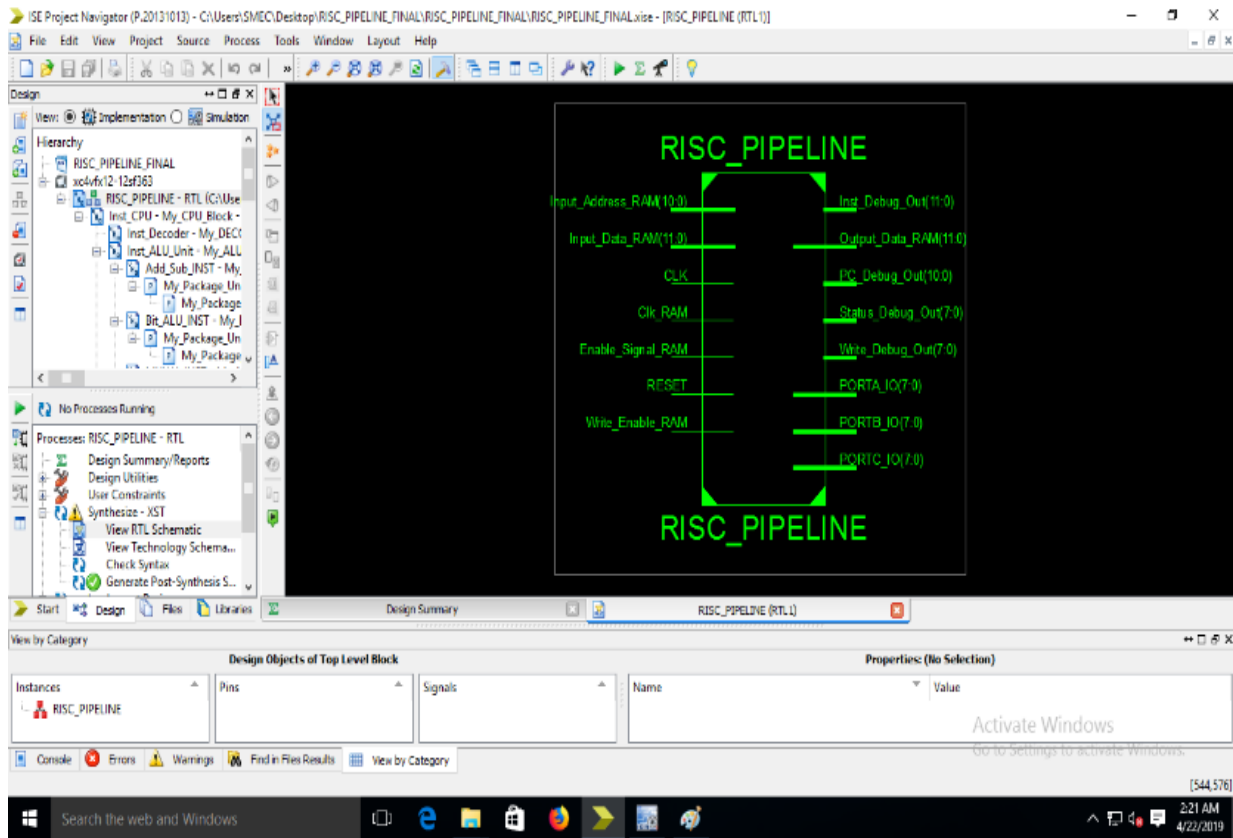 ISE Project Navigator (P.20131013) - C:\Users\SMEC\Desktop\RISC_PIPELINE_FINAL\RISC_PIPELINE_FINAL\RISC_PIPELINE_FINAL.xise - [RISC_PIPELINE (RTL1)]
File Edit View Project Source Process Tools Window Layout Help
Design
View: Implementation Simulation
Hierarchy
RISC_PIPELINE_FINAL
xc4vfx12-12sf363
RISC_PIPELINE - RTL (C:\Use
Inst_CPU - My_CPU_Block -
Inst_Decoder - My_DEC
Inst_ALU_Unit - My_ALL
Add_Sub_INST - My_
My_Package_Un
My_Package
Bit_ALU_INST - My_
My_Package_Un
My_Package
No Processes Running
Processes: RISC_PIPELINE - RTL
Design Summary/Reports
Design Utilities
User Constraints
Synthesize - XST
View RTL Schematic
View Technology Schema...
Check Syntax
Generate Post-Synthesis S...
Start Design Files Libraries
RISC_PIPELINE
Input_Address_RAM(10:0) Inst_Debug_Out(11:0)
Input_Data_RAM(11:0) Output_Data_RAM(11:0)
CLK PC_Debug_Out(10:0)
Clk_RAM Status_Debug_Out(7:0)
Enable_Signal_RAM Write_Debug_Out(7:0)
RESET PORTA_IO(7:0)
Write_Enable_RAM PORTB_IO(7:0)
PORTC_IO(7:0)
RISC_PIPELINE
Design Summary RISC_PIPELINE (RTL1)
View by Category
Design Objects of Top Level Block Properties: (No Selection)
Instances Pins Signals Name Value
RISC_PIPELINE
Activate Windows
Go to Settings to activate Windows.
Console Errors Warnings Find in Files Results View by Category
[544,576]
Search the web and Windows
2:21 AM
4/22/2019